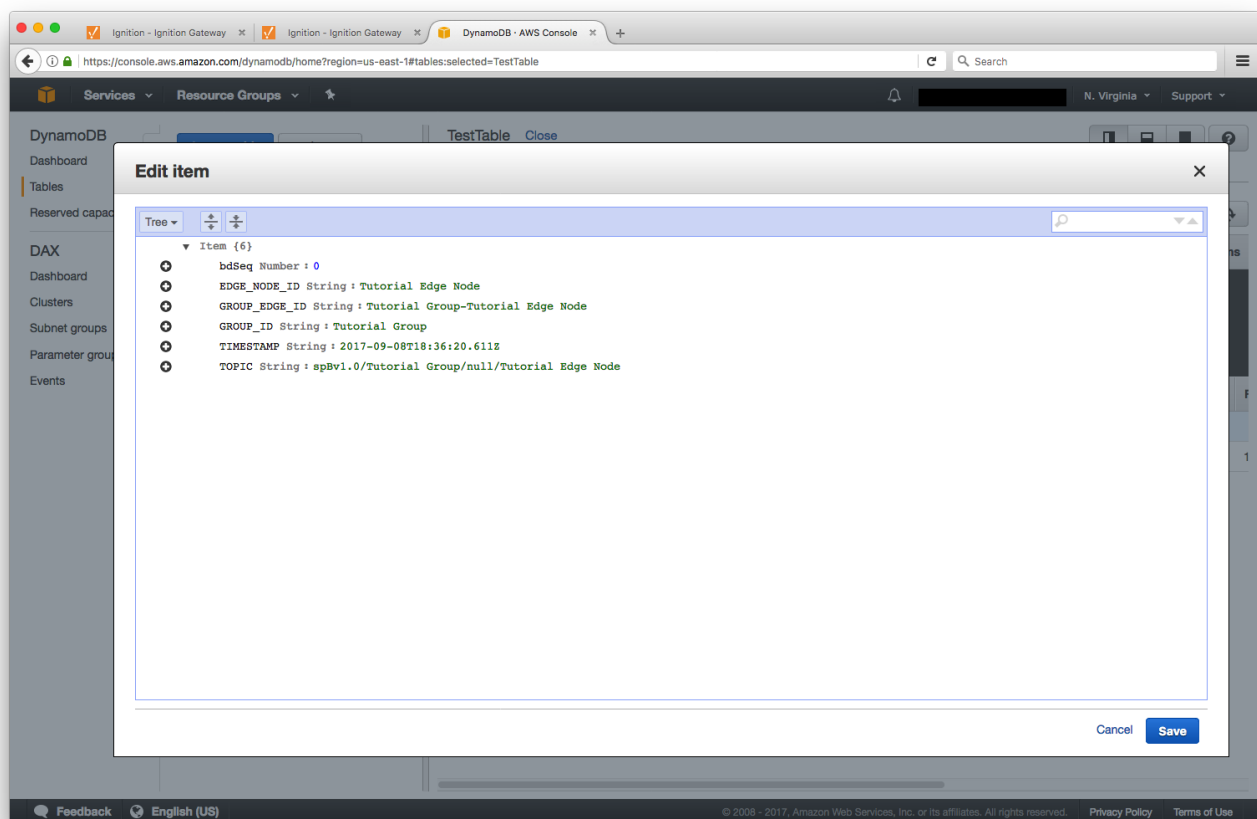 Ignition - Ignition Gateway
Ignition - Ignition Gateway
DynamoDB · AWS Console
https://console.aws.amazon.com/dynamodb/home?region=us-east-1#tables:selected=TestTable
Search
Services
Resource Groups
N. Virginia
Support
DynamoDB
Dashboard
Tables
Reserved capac
DAX
Dashboard
Clusters
Subnet groups
Parameter group
Events
TestTable Close
Edit item
Tree
Item {6}
bdSeq Number : 0
EDGE_NODE_ID String : Tutorial Edge Node
GROUP_EDGE_ID String : Tutorial Group-Tutorial Edge Node
GROUP_ID String : Tutorial Group
TIMESTAMP String : 2017-09-08T18:36:20.611Z
TOPIC String : spBv1.0/Tutorial Group/null/Tutorial Edge Node
Cancel
Save
Feedback
English (US)
© 2008 - 2017, Amazon Web Services, Inc. or its affiliates. All rights reserved.
Privacy Policy
Terms of Use